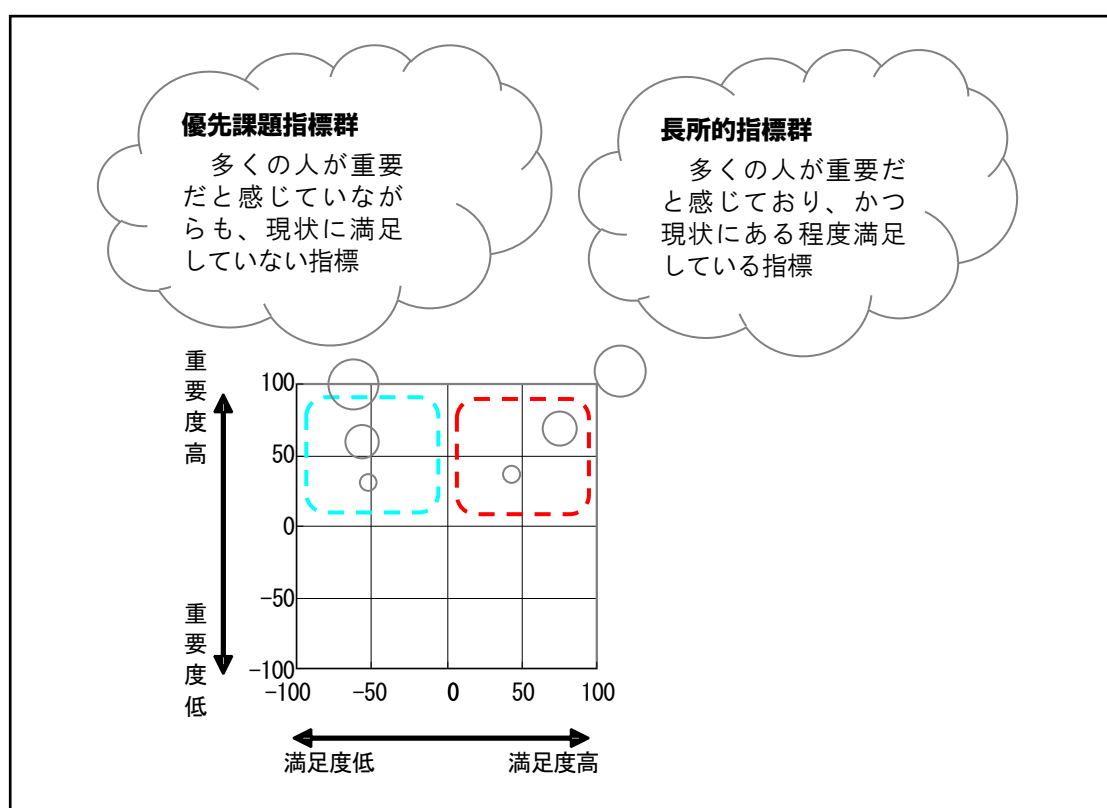 優先課題指標群
多くの人が重要
だと感じていなが
らも、現状に満足
していない指標
長所的指標群
多くの人が重要だ
と感じており、かつ
現状にある程度満足
している指標
重要度高
重要度低
100
50
0
-50
-100
-100
-50
0
50
100
満足度低
満足度高